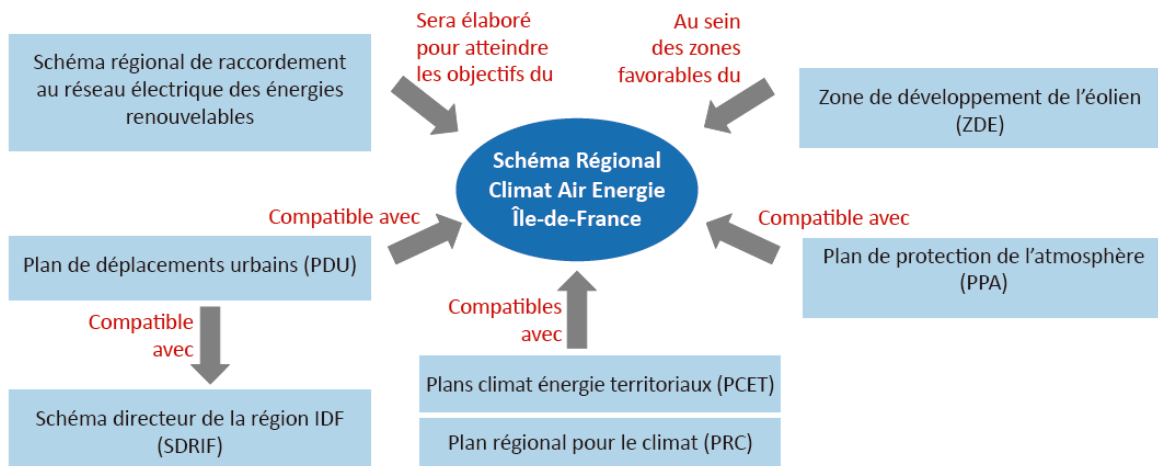 Sera élaboré
pour atteindre
les objectifs du
Au sein
des zones
favorables du
Schéma régional de raccordement
au réseau électrique des énergies
renouvelables
Zone de développement de l'éolien
(ZDE)
Schéma Régional
Climat Air Energie
Île-de-France
Compatible avec
Compatible avec
Plan de déplacements urbains (PDU)
Plan de protection de l'atmosphère
(PPA)
Compatible
avec
Compatibles
avec
Plans climat énergie territoriaux (PCET)
Schéma directeur de la région IDF
(SDRIF)
Plan régional pour le climat (PRC)